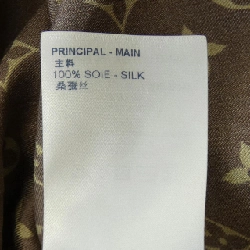 PRINCIPAL - MAIN
主料
100% SOIE - SILK
桑蚕丝